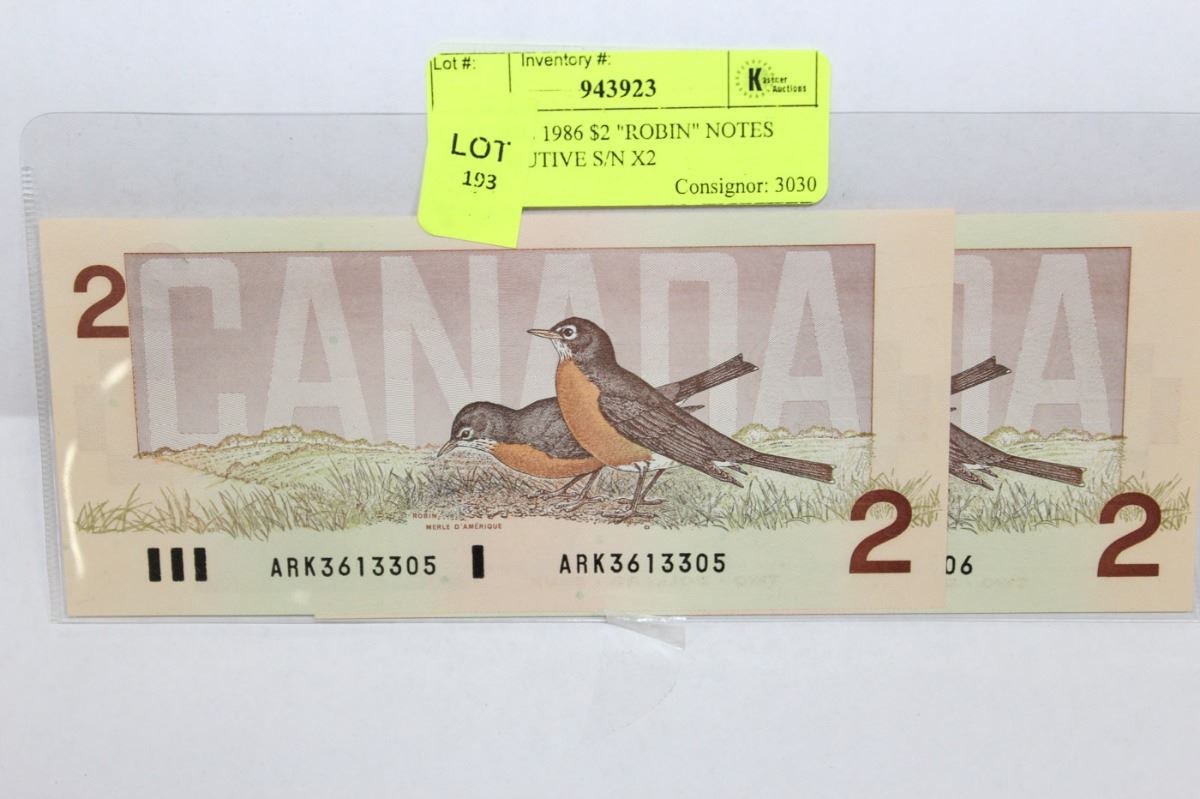 Lot #:
Inventory #:
943923
Kastner
Auctions
LOT
193
1986 $2 "ROBIN" NOTES
UTIVE S/N X2
Consignor: 3030
2
CANADA
ROBIN,
MERLE D'AMÉRIQUE
ARK3613305
ARK3613305
2
DA
06
2